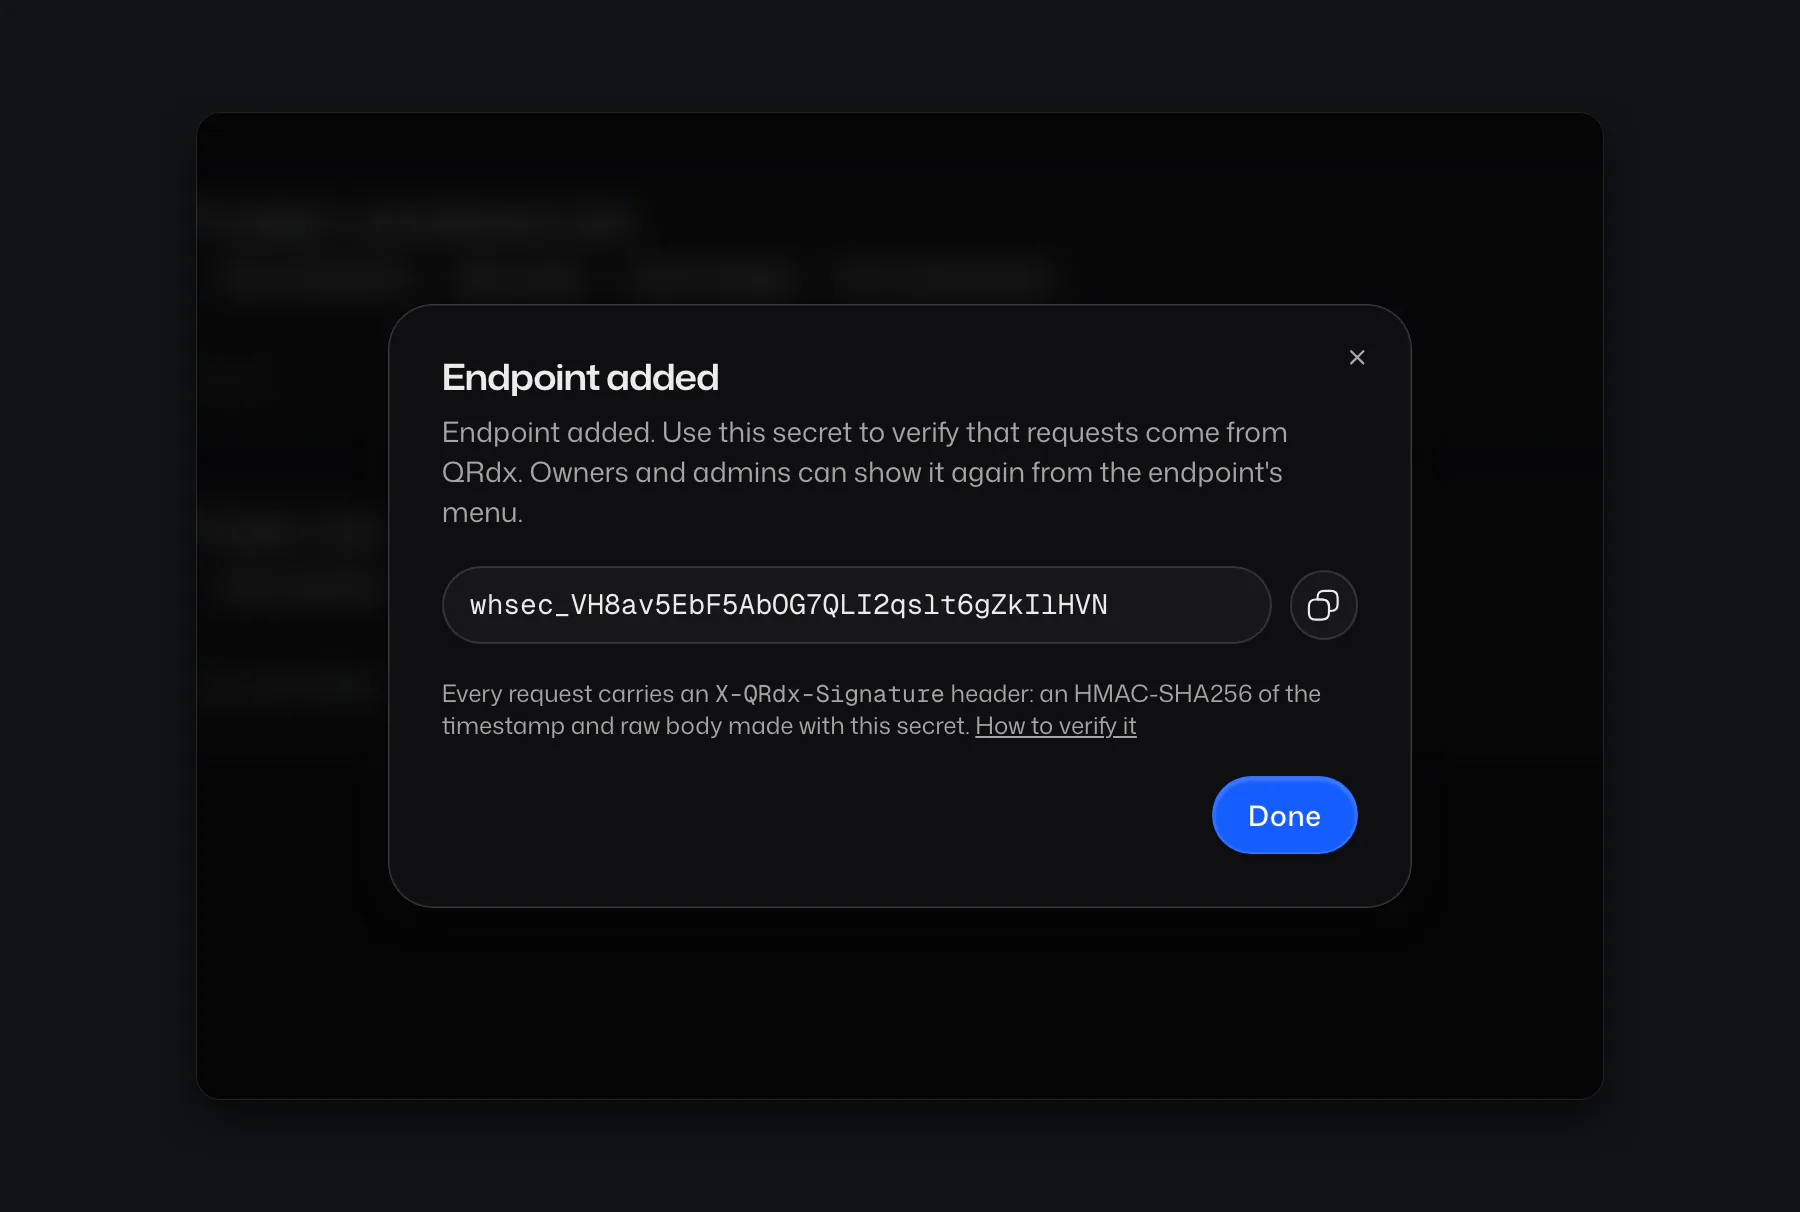 Endpoint added
Endpoint added. Use this secret to verify that requests come from
QRdx. Owners and admins can show it again from the endpoint's
menu.
whsec_VH8av5EbF5AbOG7QLI2qslt6gZkIlHVN
Every request carries an X-QRdx-Signature header: an HMAC-SHA256 of the
timestamp and raw body made with this secret. How to verify it
Done